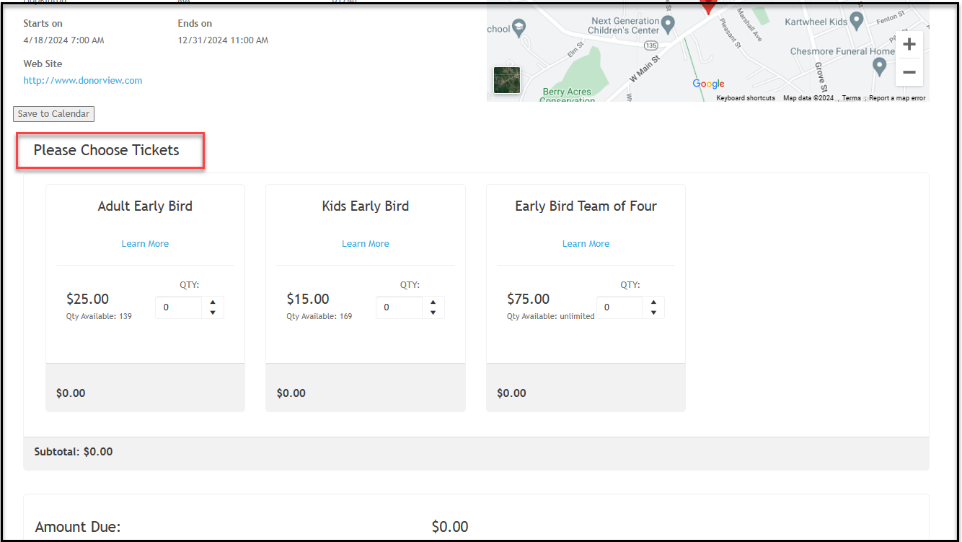 Starts on
Ends on
4/18/2024 7:00 AM
12/31/2024 11:00 AM
Web Site
http://www.donorview.com
chool
Next Generation
Children's Center
Kartwheel Kids
Fenton St
Marshall Ave
Pleasant St
Elm St
135
W Main St
Chesmore Funeral Home
Grove St
Berry Acres
Conservation
Google
Keyboard shortcuts
Map data ©2024
Terms
Report a map error
Save to Calendar
Please Choose Tickets
Adult Early Bird
Learn More
QTY:
$25.00
0
Qty Available: 139
$0.00
Kids Early Bird
Learn More
QTY:
$15.00
0
Qty Available: 169
$0.00
Early Bird Team of Four
Learn More
QTY:
$75.00
0
Qty Available: unlimited
$0.00
Subtotal: $0.00
Amount Due:
$0.00